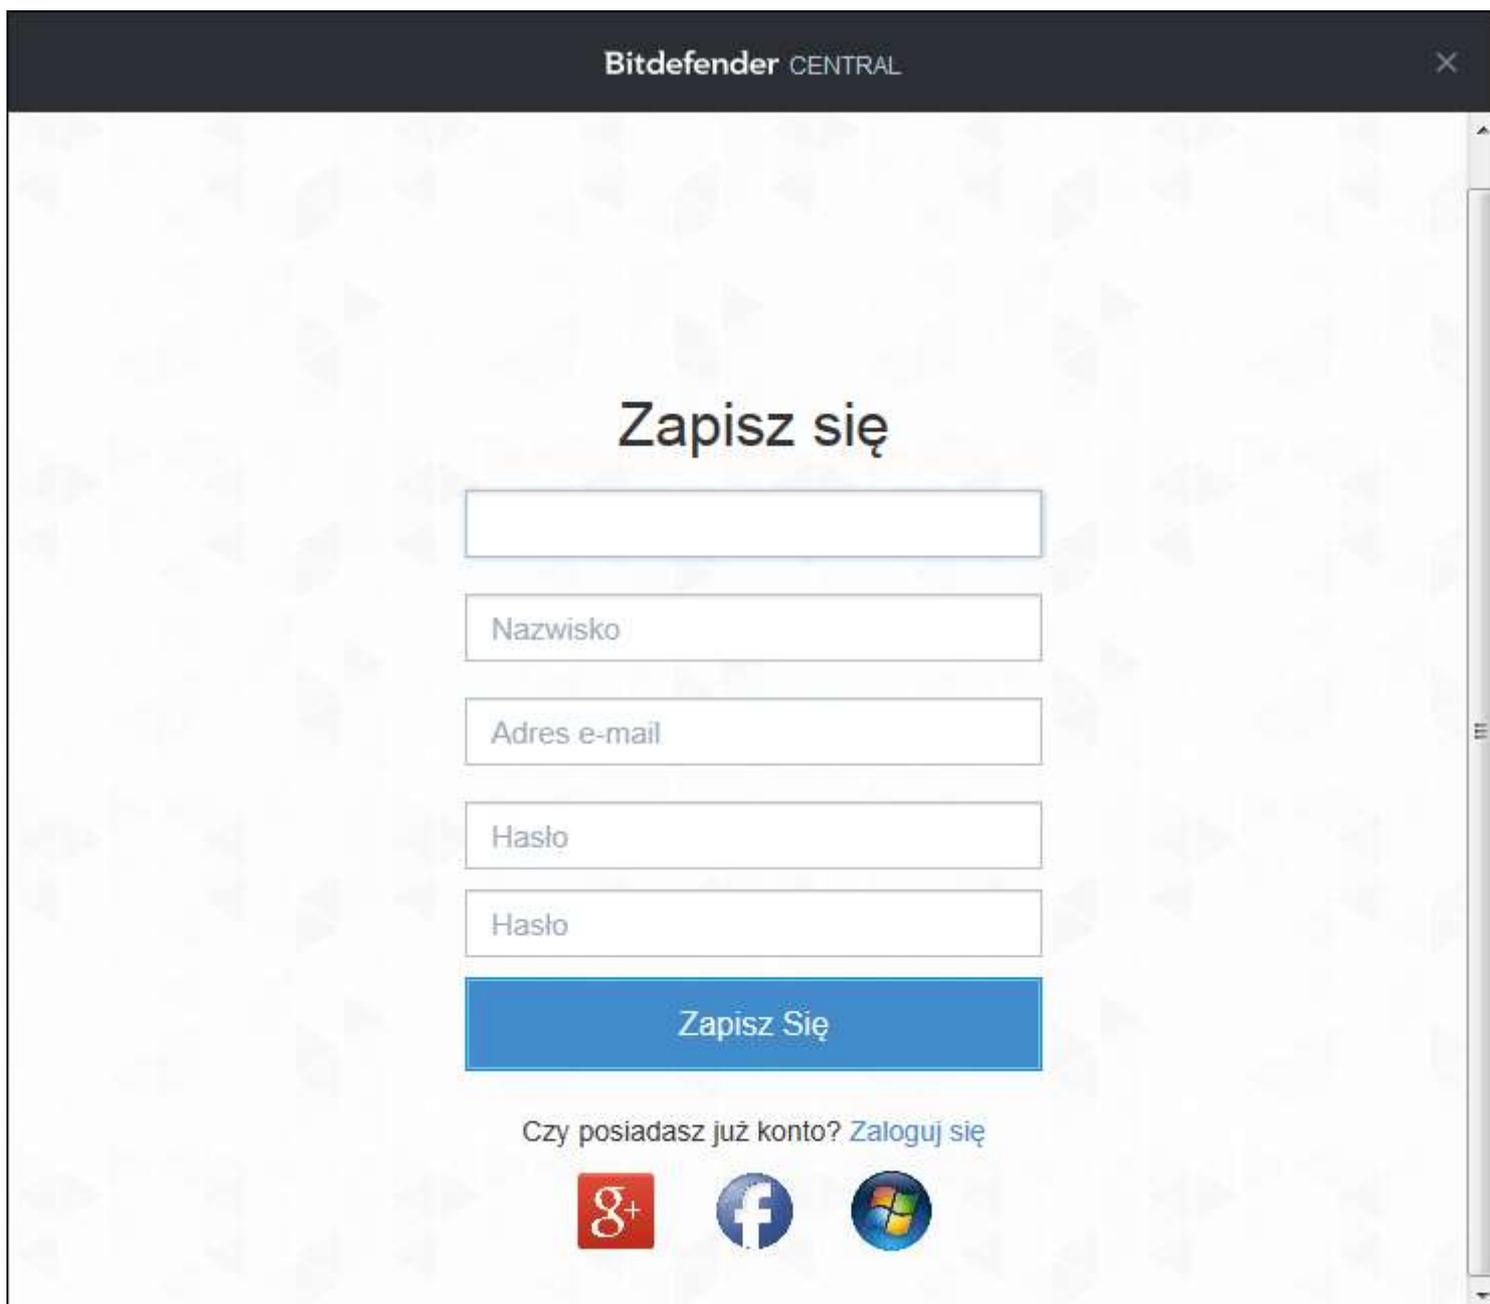 Bitdefender CENTRAL
Zapisz się
Nazwisko
Adres e-mail
Hasło
Hasło
Zapisz Się
Czy posiadasz już konto? Zaloguj się
g+
f